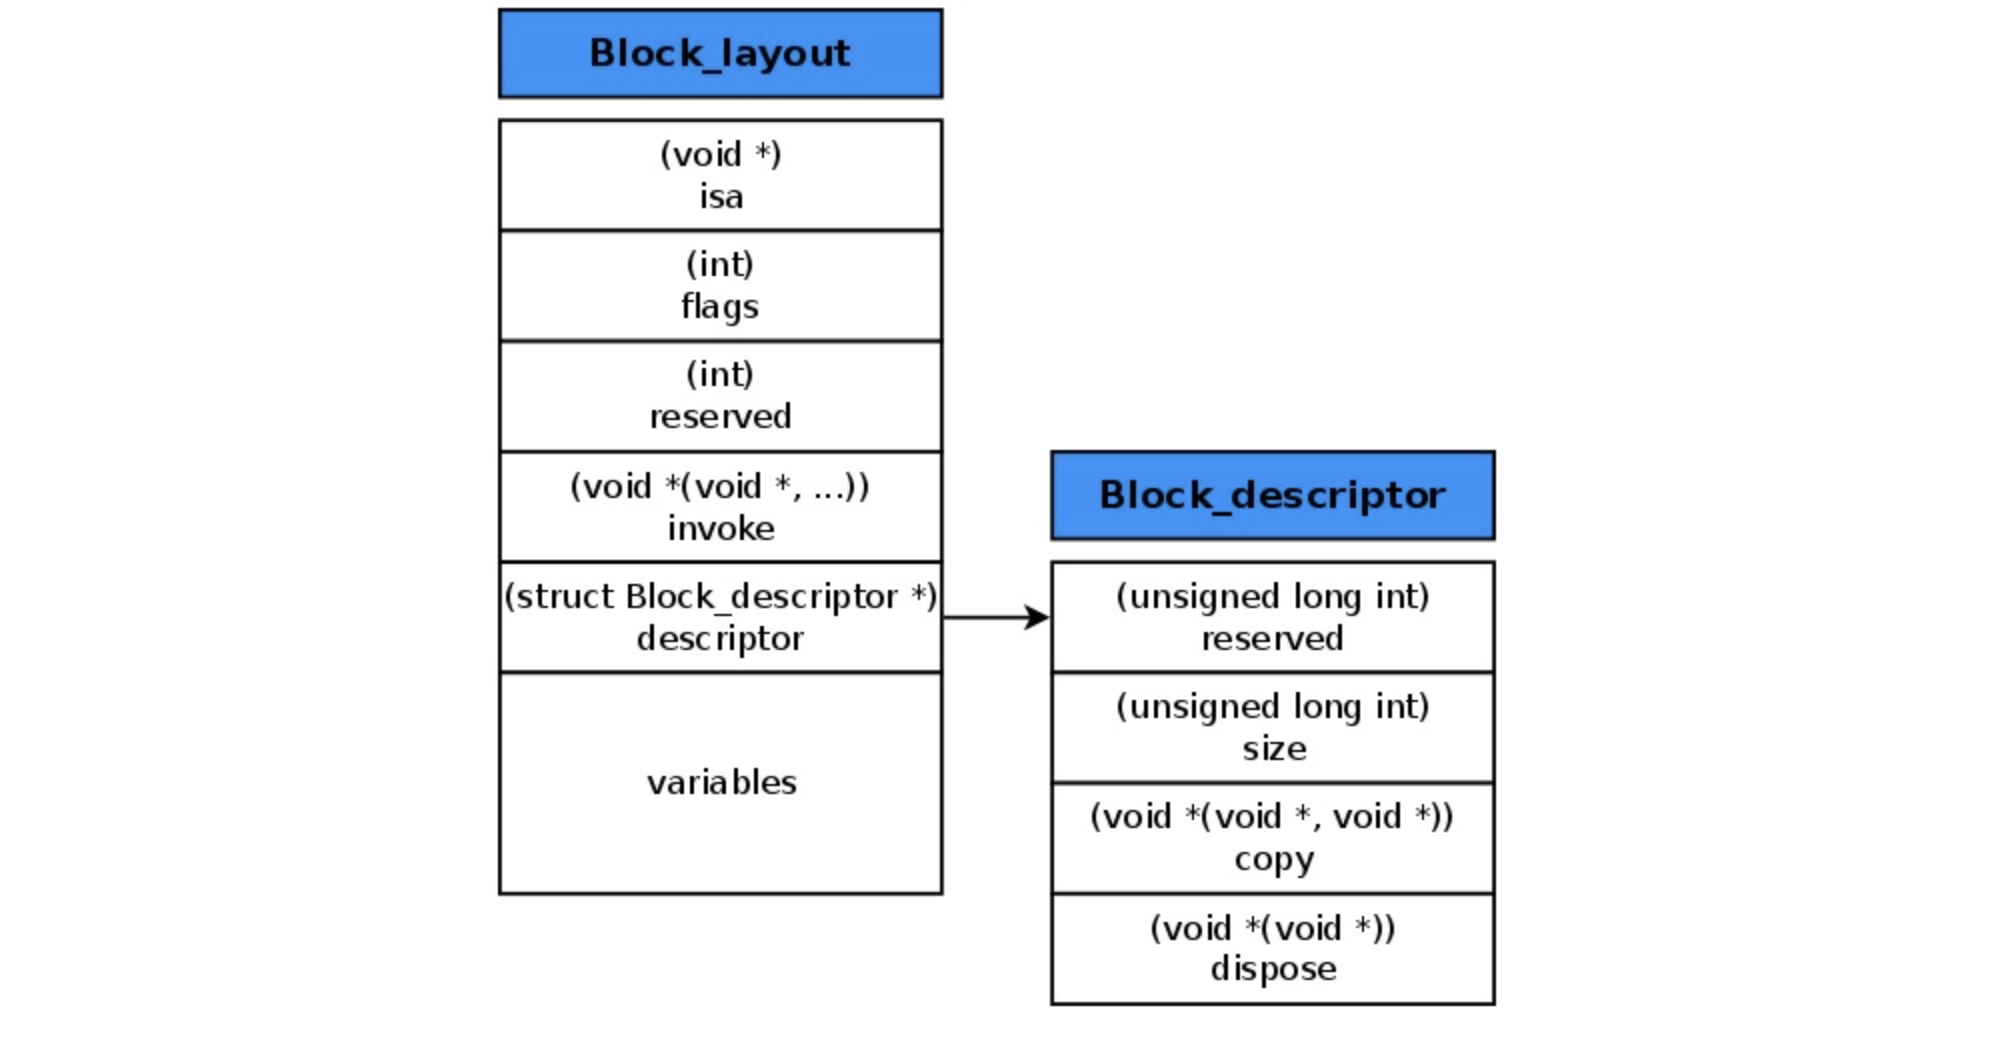 Block_layout
(void *)
isa
(int)
flags
(int)
reserved
(void *(void *, ...))
invoke
(struct Block_descriptor *)
descriptor
variables
Block_descriptor
(unsigned long int)
reserved
(unsigned long int)
size
(void *(void *, void *))
copy
(void *(void *))
dispose